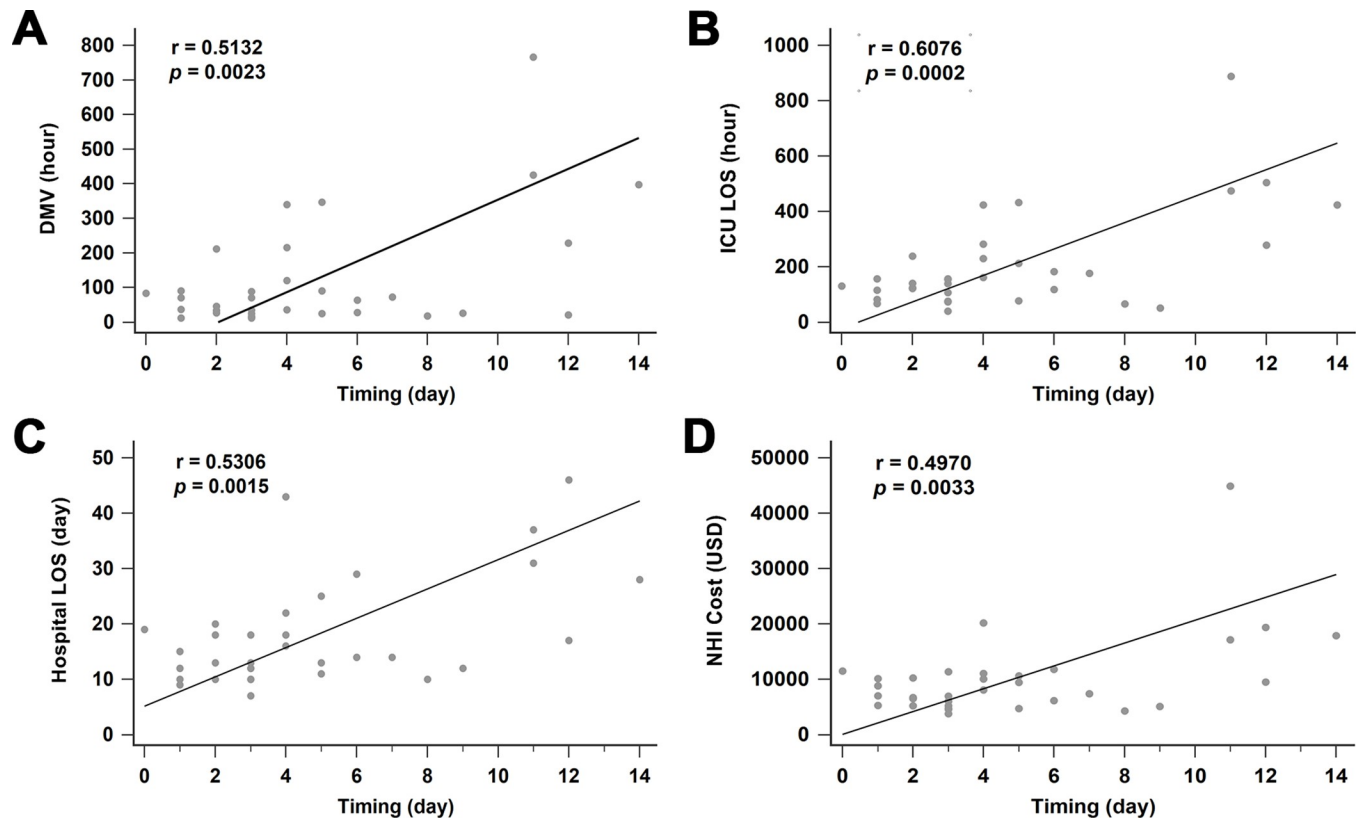 A
r = 0.5132
p = 0.0023
DMV (hour)
800
700
600
500
400
300
200
100
0
0 2 4 6 8 10 12 14
Timing (day)
B
r = 0.6076
p = 0.0002
ICU LOS (hour)
1000
800
600
400
200
0
0 2 4 6 8 10 12 14
Timing (day)
C
r = 0.5306
p = 0.0015
Hospital LOS (day)
50
40
30
20
10
0
0 2 4 6 8 10 12 14
Timing (day)
D
r = 0.4970
p = 0.0033
NHI Cost (USD)
50000
40000
30000
20000
10000
0
0 2 4 6 8 10 12 14
Timing (day)